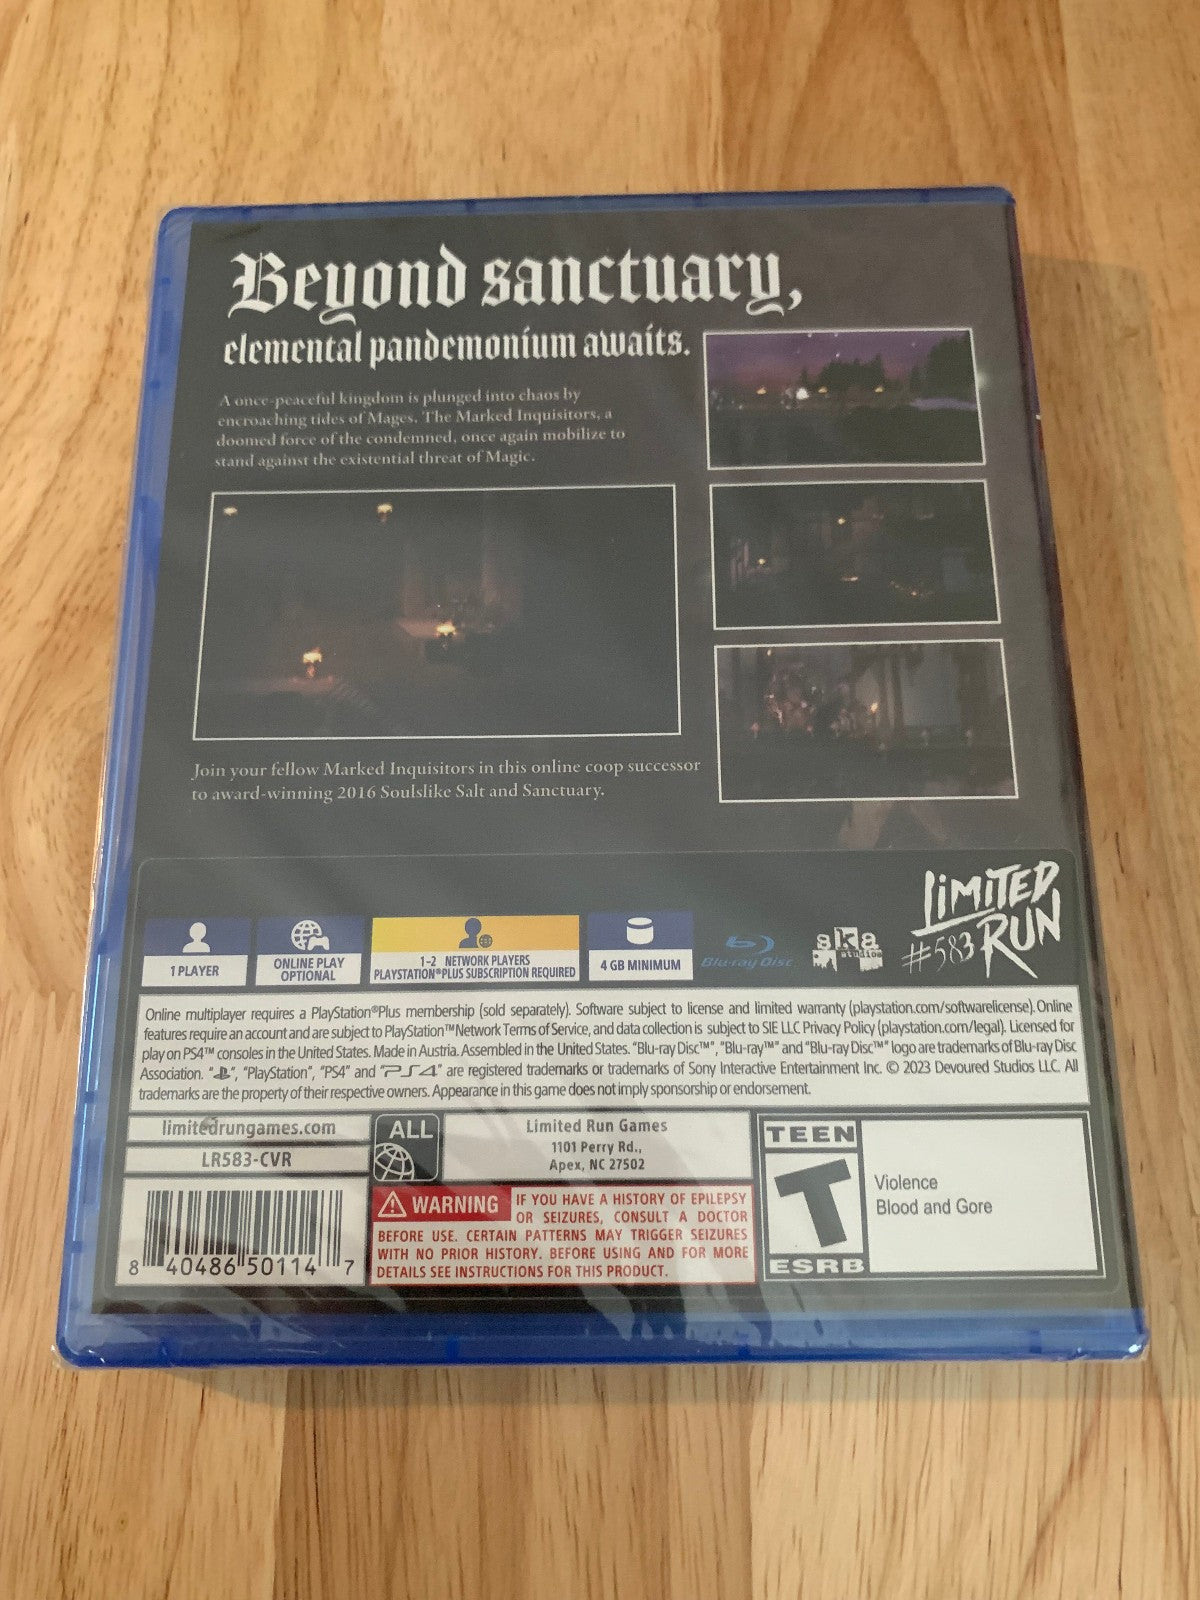 Beyond sanctuary,
elemental pandemonium awaits.
A once-peaceful kingdom is plunged into chaos by
encroaching tides of Mages. The Marked Inquisitors, a
doomed force of the condemned, once again mobilize to
stand against the existential threat of Magic.
Join your fellow Marked Inquisitors in this online coop successor
to award-winning 2016 Soulslike Salt and Sanctuary.
1 PLAYER
ONLINE PLAY
OPTIONAL
1-2 NETWORK PLAYERS
PLAYSTATION®PLUS SUBSCRIPTION REQUIRED
4 GB MINIMUM
Blu-ray Disc
ska
studios
LiMiTED
RUN
#583
Online multiplayer requires a PlayStation®Plus membership (sold separately). Software subject to license and limited warranty (playstation.com/softwarelicense). Online
features require an account and are subject to PlayStation™Network Terms of Service, and data collection is subject to SIE LLC Privacy Policy (playstation.com/legal). Licensed for
play on PS4™ consoles in the United States. Made in Austria. Assembled in the United States. "Blu-ray Disc™", "Blu-ray™" and "Blu-ray Disc™" logo are trademarks of Blu-ray Disc
Association. "", "PlayStation", "PS4" and "PS4" are registered trademarks or trademarks of Sony Interactive Entertainment Inc. © 2023 Devoured Studios LLC. All
trademarks are the property of their respective owners. Appearance in this game does not imply sponsorship or endorsement.
limitedrungames.com
LR583-CVR
ALL
Limited Run Games
1101 Perry Rd.,
Apex, NC 27502
8 40486 50114 7
WARNING IF YOU HAVE A HISTORY OF EPILEPSY
OR SEIZURES, CONSULT A DOCTOR
BEFORE USE. CERTAIN PATTERNS MAY TRIGGER SEIZURES
WITH NO PRIOR HISTORY. BEFORE USING AND FOR MORE
DETAILS SEE INSTRUCTIONS FOR THIS PRODUCT.
TEEN
T
ESRB
Violence
Blood and Gore